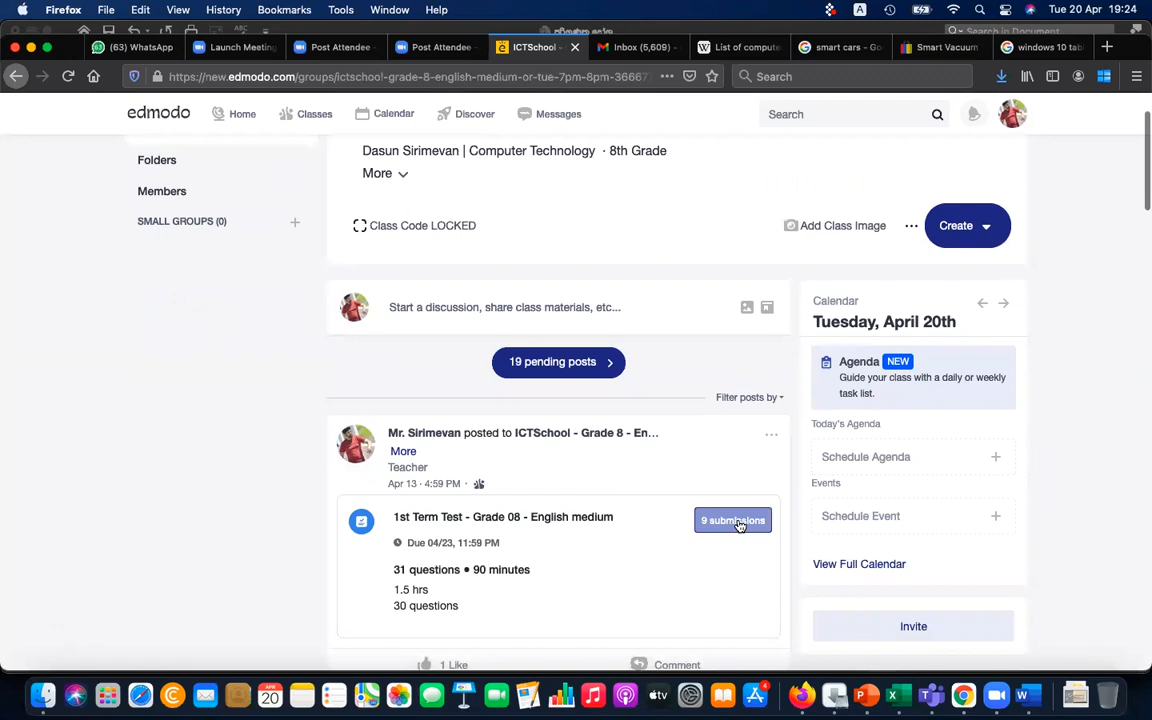 Firefox File Edit View History Bookmarks Tools Window Help A Tue 20 Apr 19:24
(63) WhatsApp Launch Meeting Post Attendee - Post Attendee - ICTSchool - Inbox (5,609) - List of compute smart cars - Go Smart Vacuum windows 10 tab
https://new.edmodo.com/groups/ictschool-grade-8-english-medium-or-tue-7pm-8pm-36667 Search
edmodo Home Classes Calendar Discover Messages Search
Folders
Members
SMALL GROUPS (0)
Dasun Sirimevan | Computer Technology · 8th Grade
More
Class Code LOCKED Add Class Image Create
Start a discussion, share class materials, etc...
19 pending posts
Filter posts by
Mr. Sirimevan posted to ICTSchool - Grade 8 - En...
More
Teacher
Apr 13 · 4:59 PM ·
1st Term Test - Grade 08 - English medium 9 submissions
Due 04/23, 11:59 PM
31 questions • 90 minutes
1.5 hrs
30 questions
1 Like Comment
Calendar
Tuesday, April 20th
Agenda NEW
Guide your class with a daily or weekly
task list.
Today's Agenda
Schedule Agenda
Events
Schedule Event
View Full Calendar
Invite